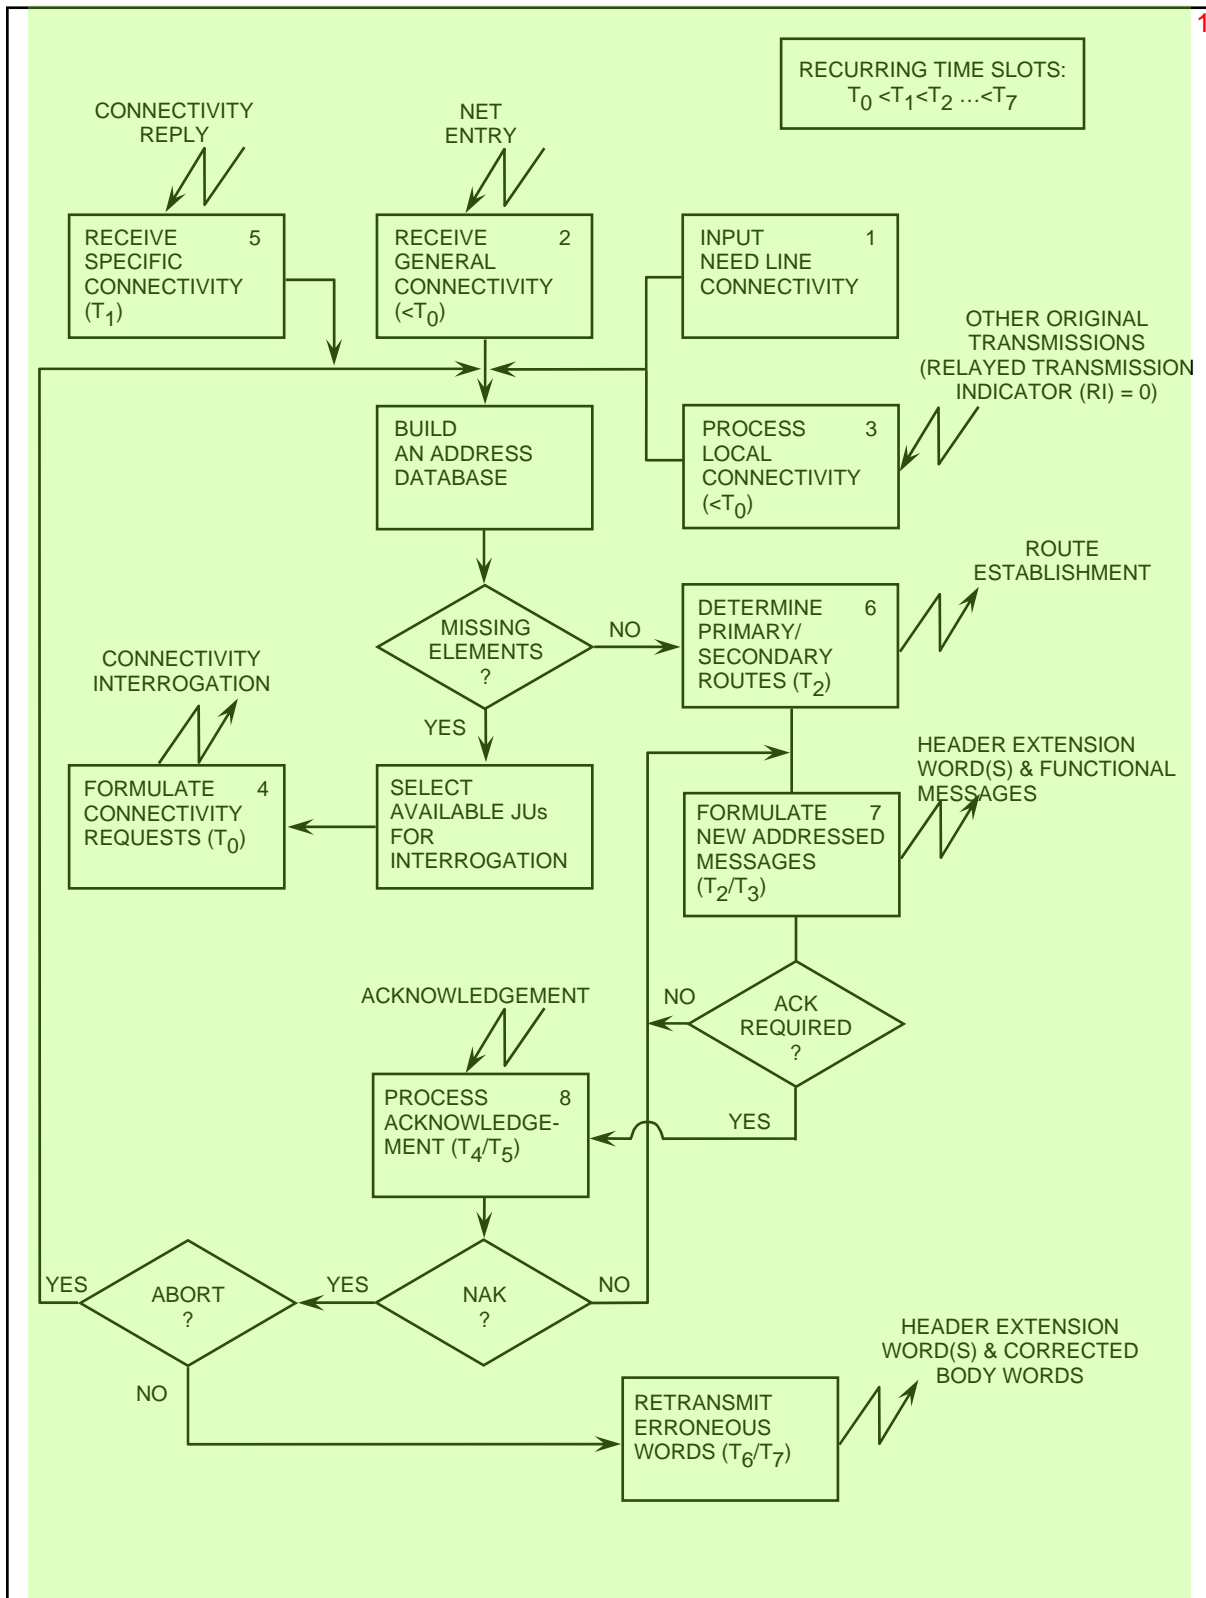 1
RECURRING TIME SLOTS:
T0 <T1<T2 ...<T7
CONNECTIVITY
REPLY
NET
ENTRY
RECEIVE 5
SPECIFIC
CONNECTIVITY
(T1)
RECEIVE 2
GENERAL
CONNECTIVITY
(<T0)
INPUT 1
NEED LINE
CONNECTIVITY
OTHER ORIGINAL
TRANSMISSIONS
(RELAYED TRANSMISSION
INDICATOR (RI) = 0)
BUILD
AN ADDRESS
DATABASE
PROCESS 3
LOCAL
CONNECTIVITY
(<T0)
ROUTE
ESTABLISHMENT
MISSING
ELEMENTS
?
NO
DETERMINE 6
PRIMARY/
SECONDARY
ROUTES (T2)
CONNECTIVITY
INTERROGATION
YES
HEADER EXTENSION
WORD(S) & FUNCTIONAL
MESSAGES
FORMULATE 4
CONNECTIVITY
REQUESTS (T0)
SELECT
AVAILABLE JUs
FOR
INTERROGATION
FORMULATE 7
NEW ADDRESSED
MESSAGES
(T2/T3)
ACKNOWLEDGEMENT
NO
ACK
REQUIRED
?
PROCESS 8
ACKNOWLEDGE-
MENT (T4/T5)
YES
YES
ABORT
?
YES
NAK
?
NO
NO
HEADER EXTENSION
WORD(S) & CORRECTED
BODY WORDS
RETRANSMIT
ERRONEOUS
WORDS (T6/T7)